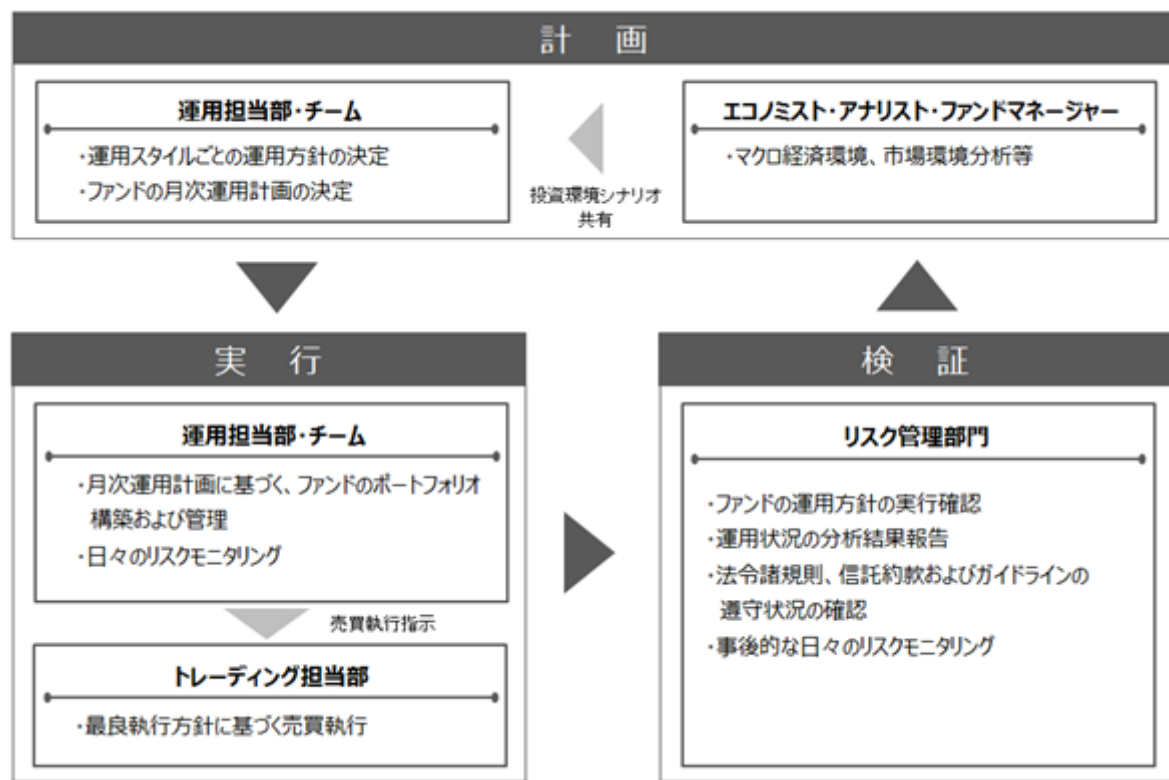 計 画
運用担当部・チーム
・運用スタイルごとの運用方針の決定
・ファンドの月次運用計画の決定
投資環境シナリオ
共有
エコノミスト・アナリスト・ファンドマネージャー
・マクロ経済環境、市場環境分析等
実 行
運用担当部・チーム
・月次運用計画に基づく、ファンドのポートフォリオ
構築および管理
・日々のリスクモニタリング
売買執行指示
トレーディング担当部
・最良執行方針に基づく売買執行
検 証
リスク管理部門
・ファンドの運用方針の実行確認
・運用状況の分析結果報告
・法令諸規則、信託約款およびガイドラインの
遵守状況の確認
・事後的な日々のリスクモニタリング